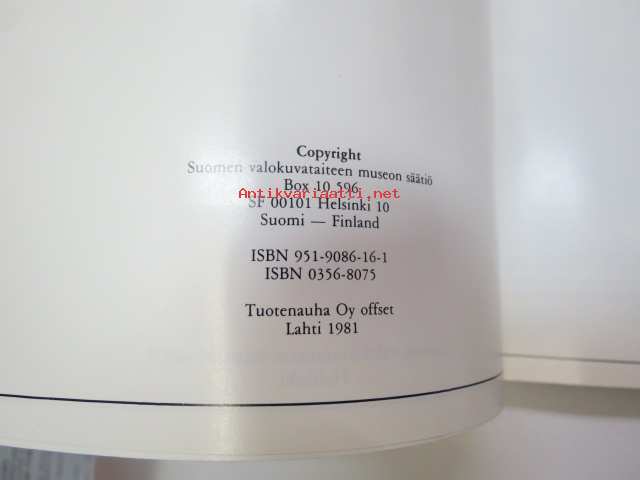 Copyright
Suomen valokuvataiteen museon säätiö
Box 10 596
Antikvariaatti.net
SF 00101 Helsinki 10
Suomi — Finland
ISBN 951-9086-16-1
ISBN 0356-8075
Tuotenauha Oy offset
Lahti 1981